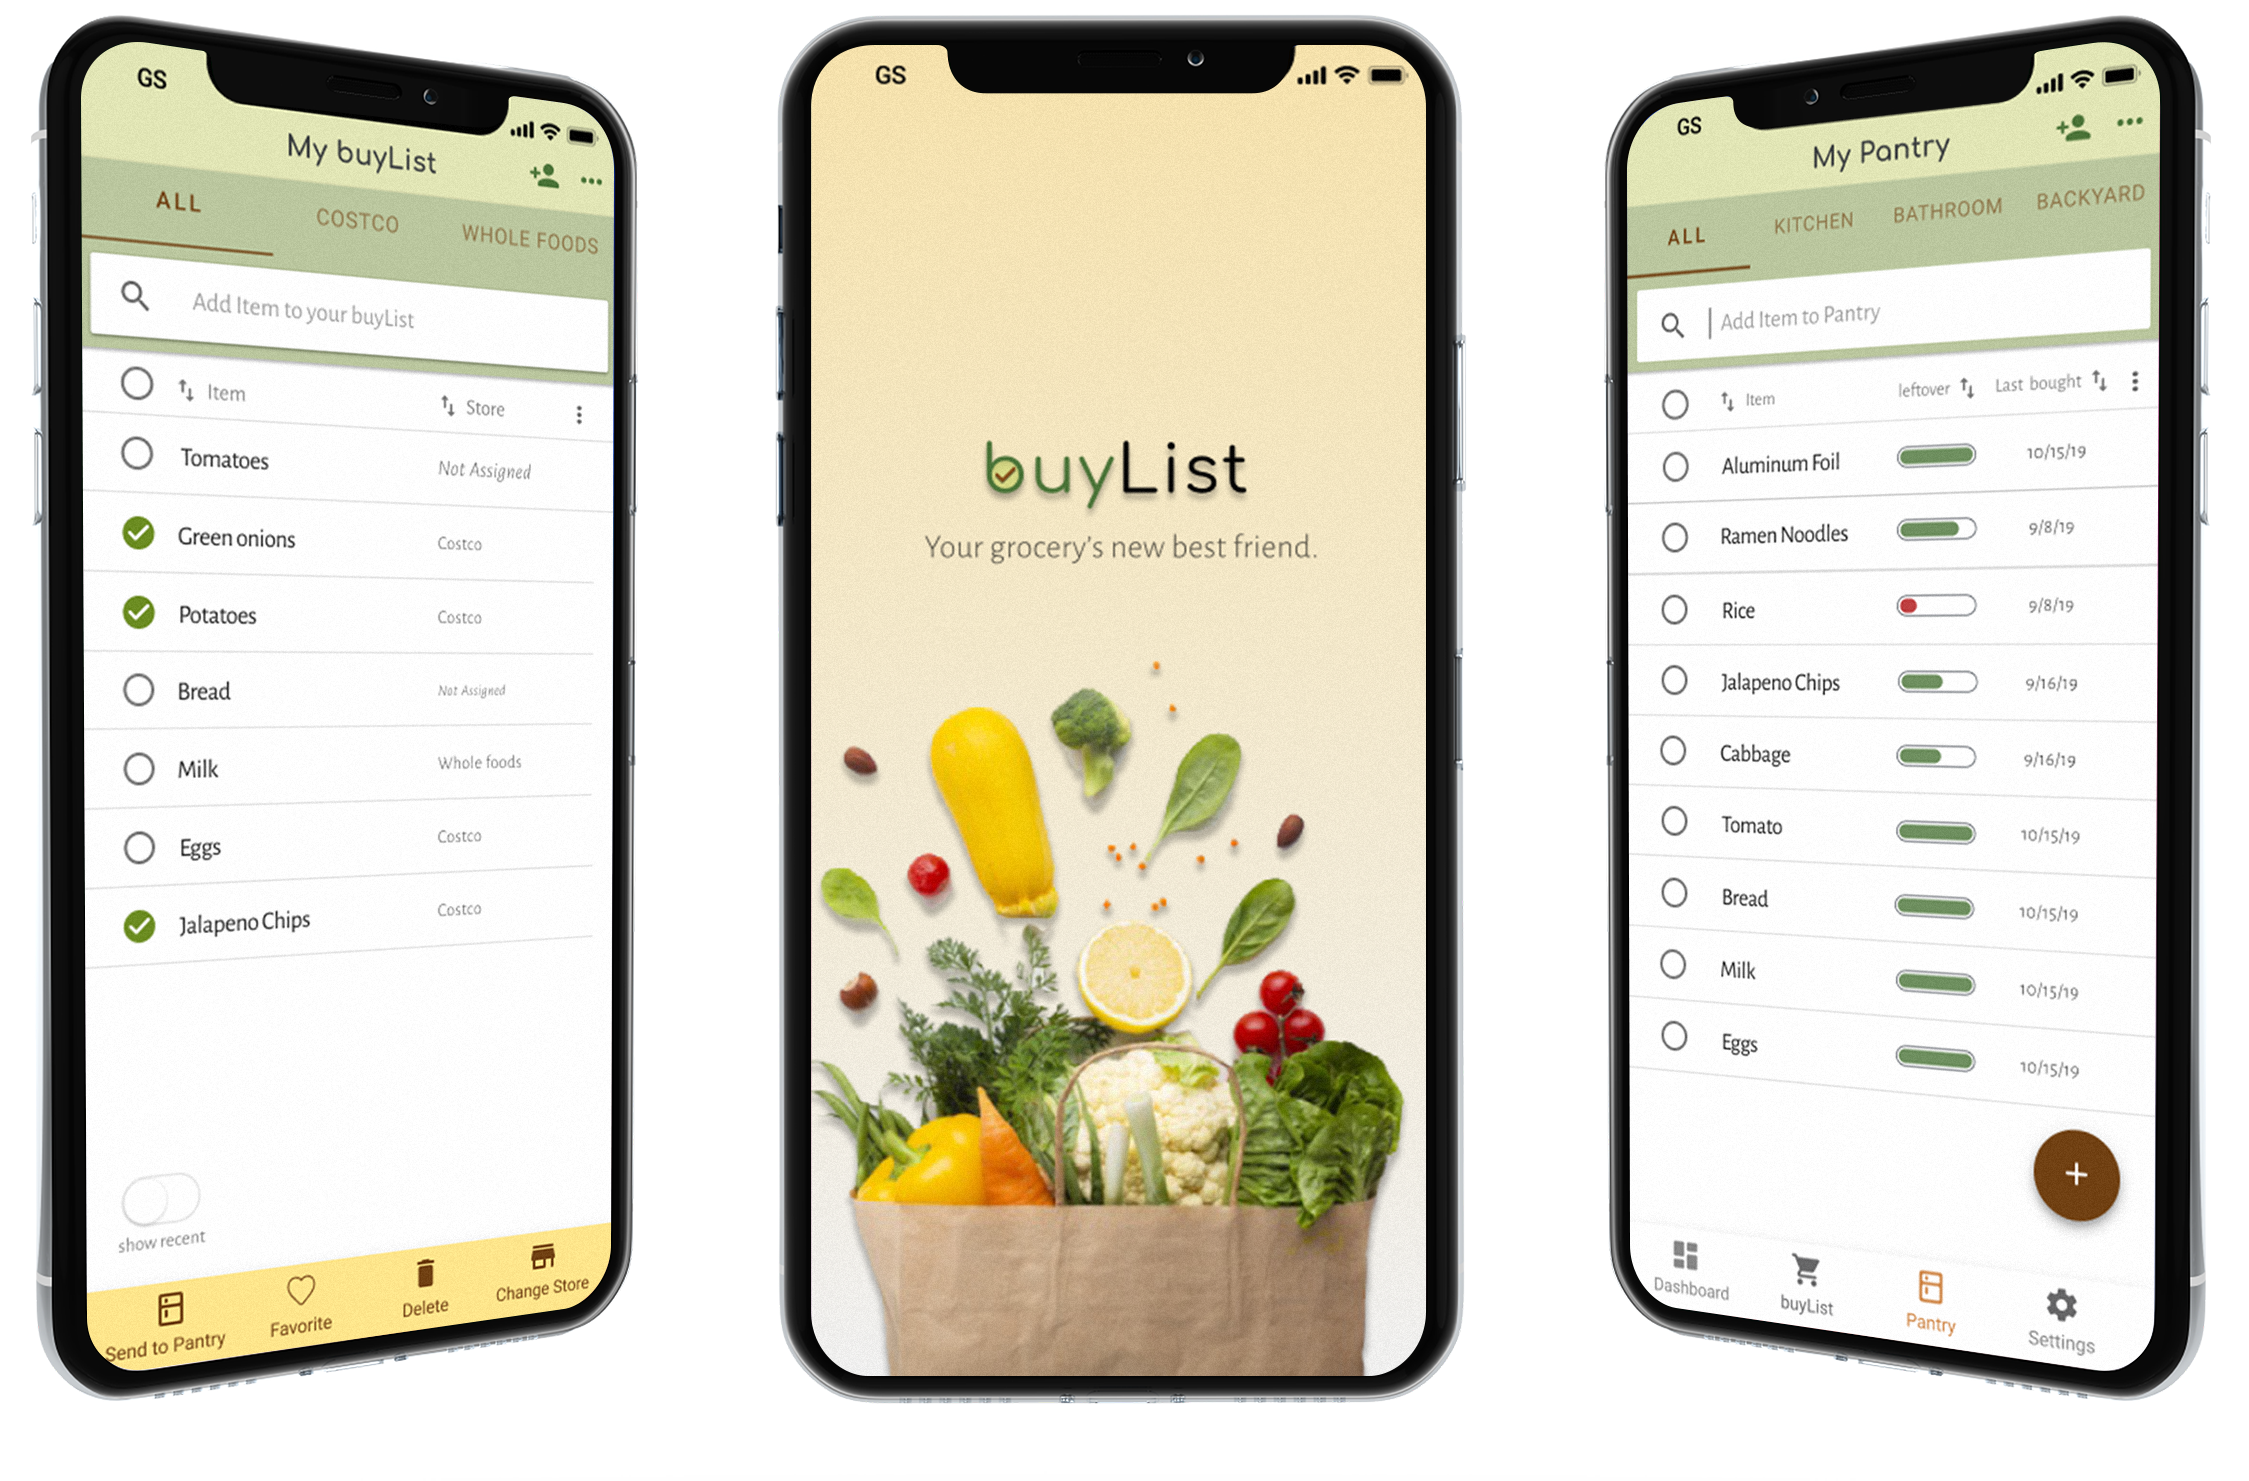 GS
My buyList
ALL COSTCO WHOLE FOODS
Add Item to your buyList
Item Store
Tomatoes Not Assigned
Green onions Costco
Potatoes Costco
Bread Not Assigned
Milk Whole foods
Eggs Costco
Jalapeno Chips Costco
show recent
Send to Pantry Favorite Delete Change Store
GS
buyList
Your grocery's new best friend.
GS
My Pantry
ALL KITCHEN BATHROOM BACKYARD
Add Item to Pantry
Item leftover Last bought
Aluminum Foil 10/15/19
Ramen Noodles 9/8/19
Rice 9/8/19
Jalapeno Chips 9/16/19
Cabbage 9/16/19
Tomato 10/15/19
Bread 10/15/19
Milk 10/15/19
Eggs 10/15/19
Dashboard buyList Pantry Settings